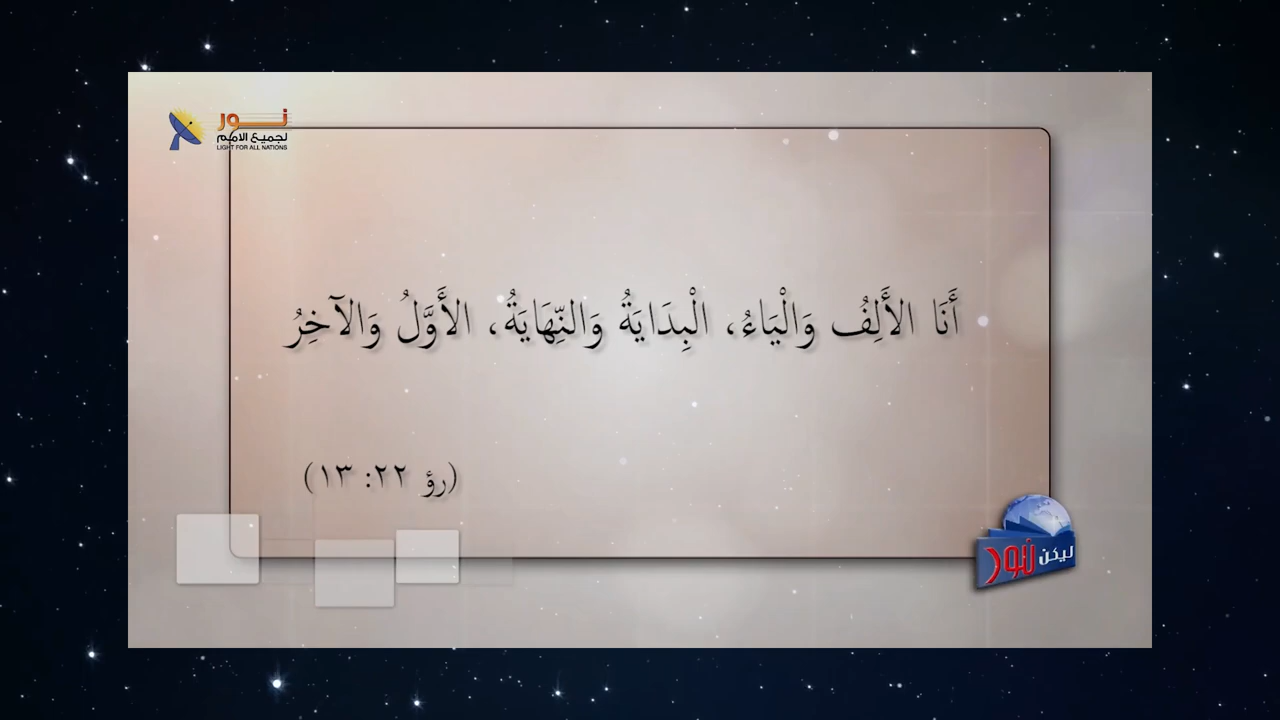 نور
لجميع الامم
LIGHT FOR ALL NATIONS
أَنَا الأَلِفُ وَالْيَاءُ، الْبِدَايَةُ وَالنِّهَايَةُ، الأَوَّلُ وَالآخِرُ
(رؤ ٢٢: ١٣)
ليكن نور